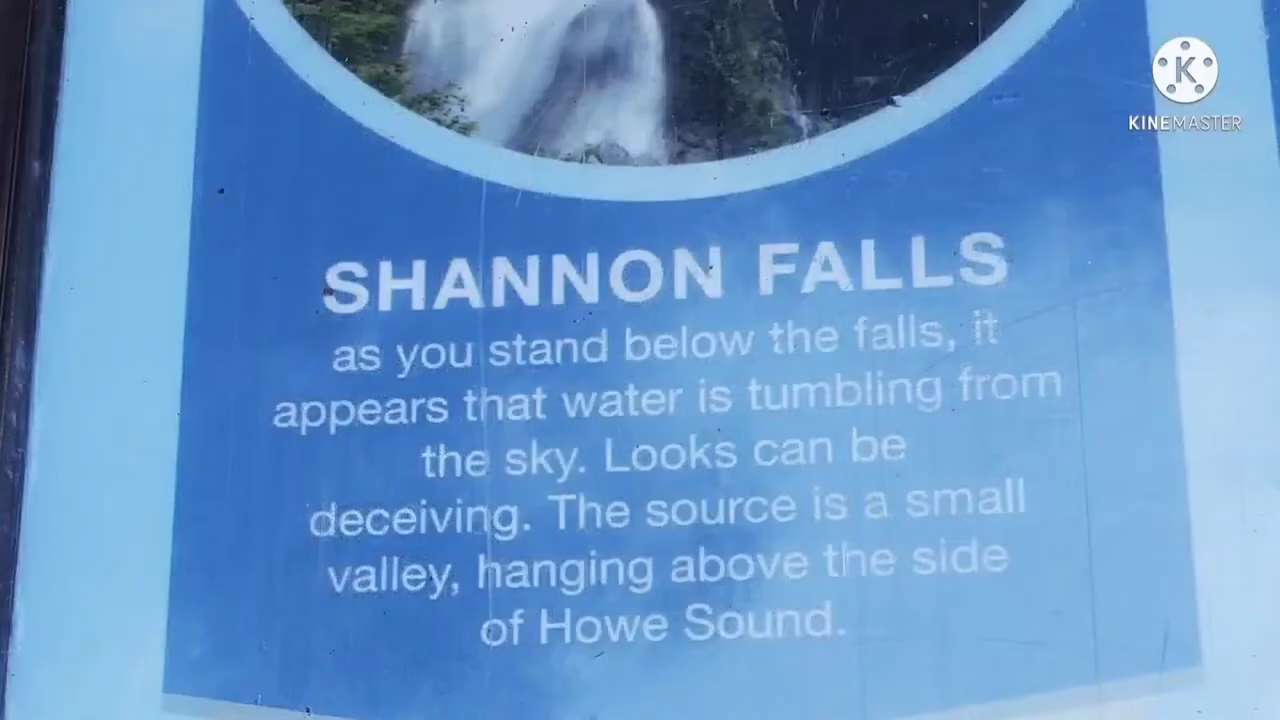 KINEMASTER
SHANNON FALLS
as you stand below the falls, it
appears that water is tumbling from
the sky. Looks can be
deceiving. The source is a small
valley, hanging above the side
of Howe Sound.